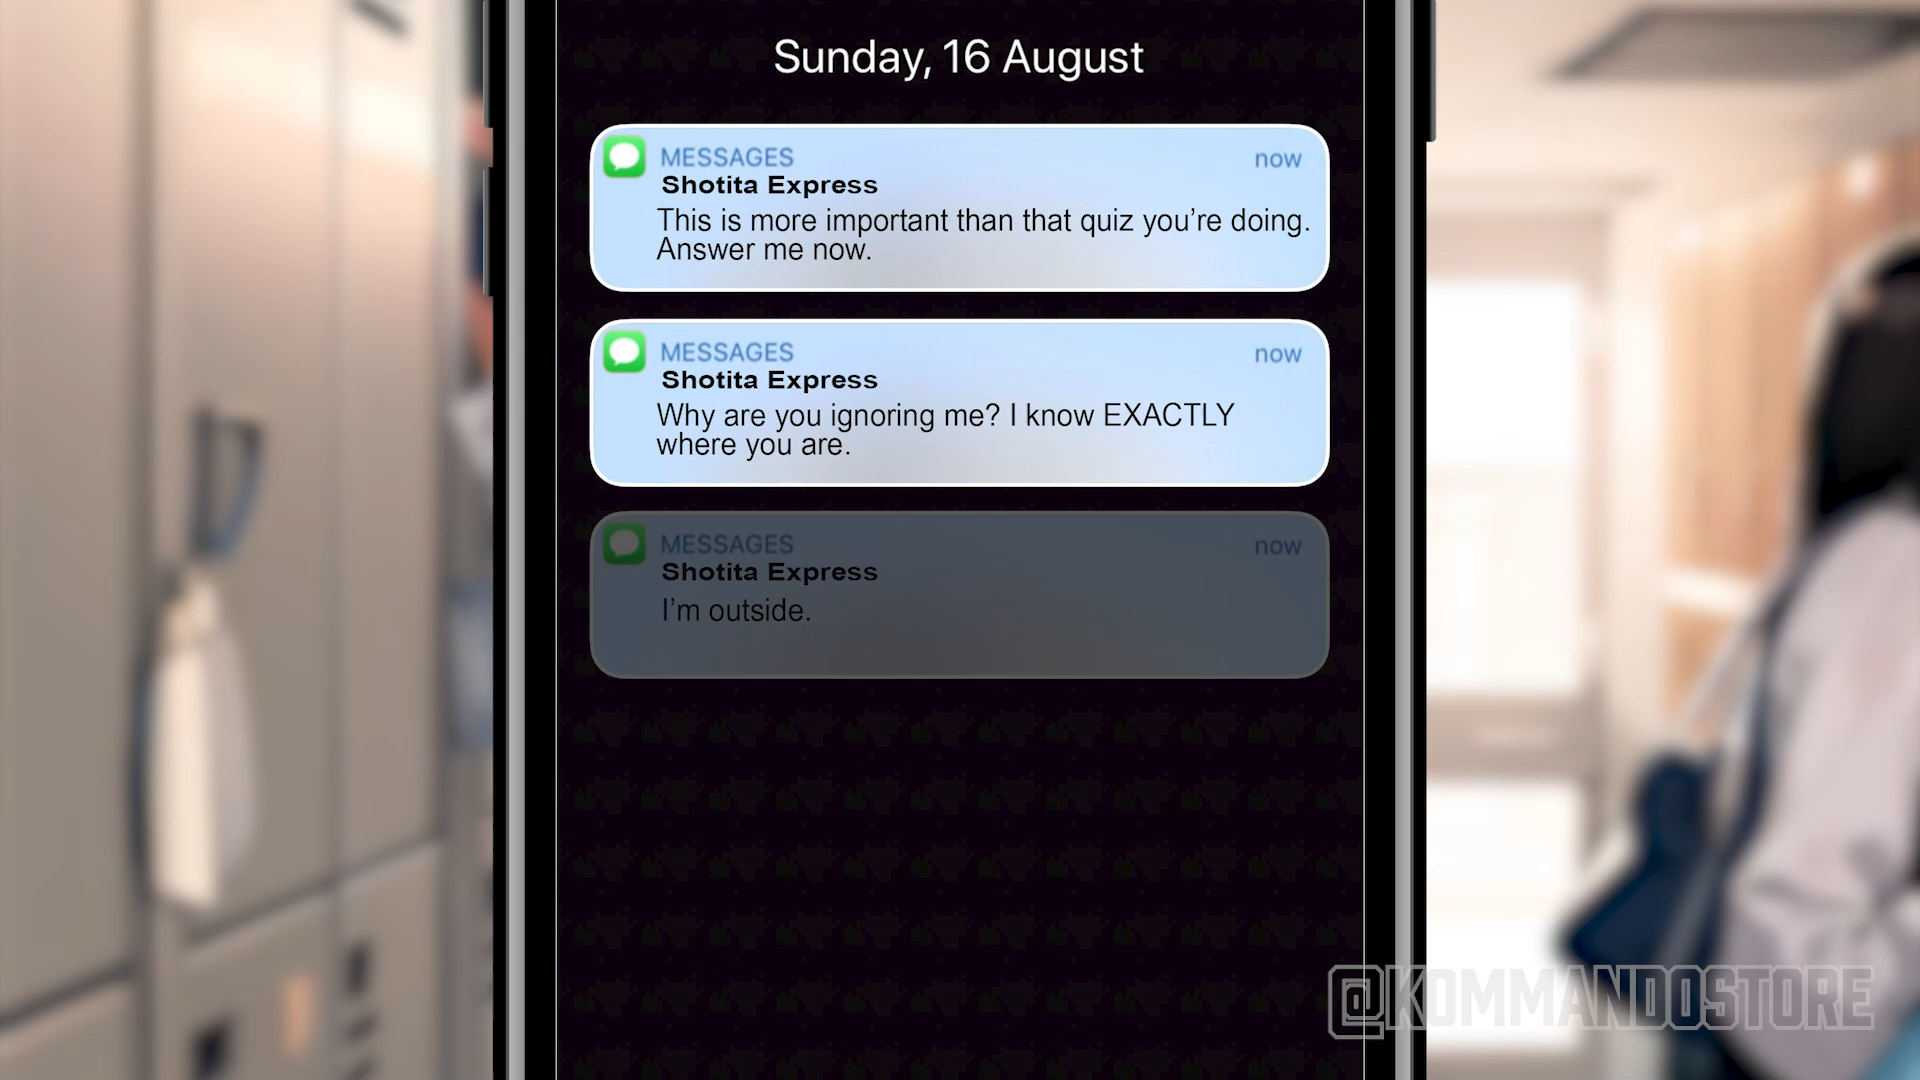 Sunday, 16 August
MESSAGES
now
Shotita Express
This is more important than that quiz you’re doing.
Answer me now.
MESSAGES
now
Shotita Express
Why are you ignoring me? I know EXACTLY
where you are.
MESSAGES
now
Shotita Express
I’m outside.
@KOMMANDOSTORE